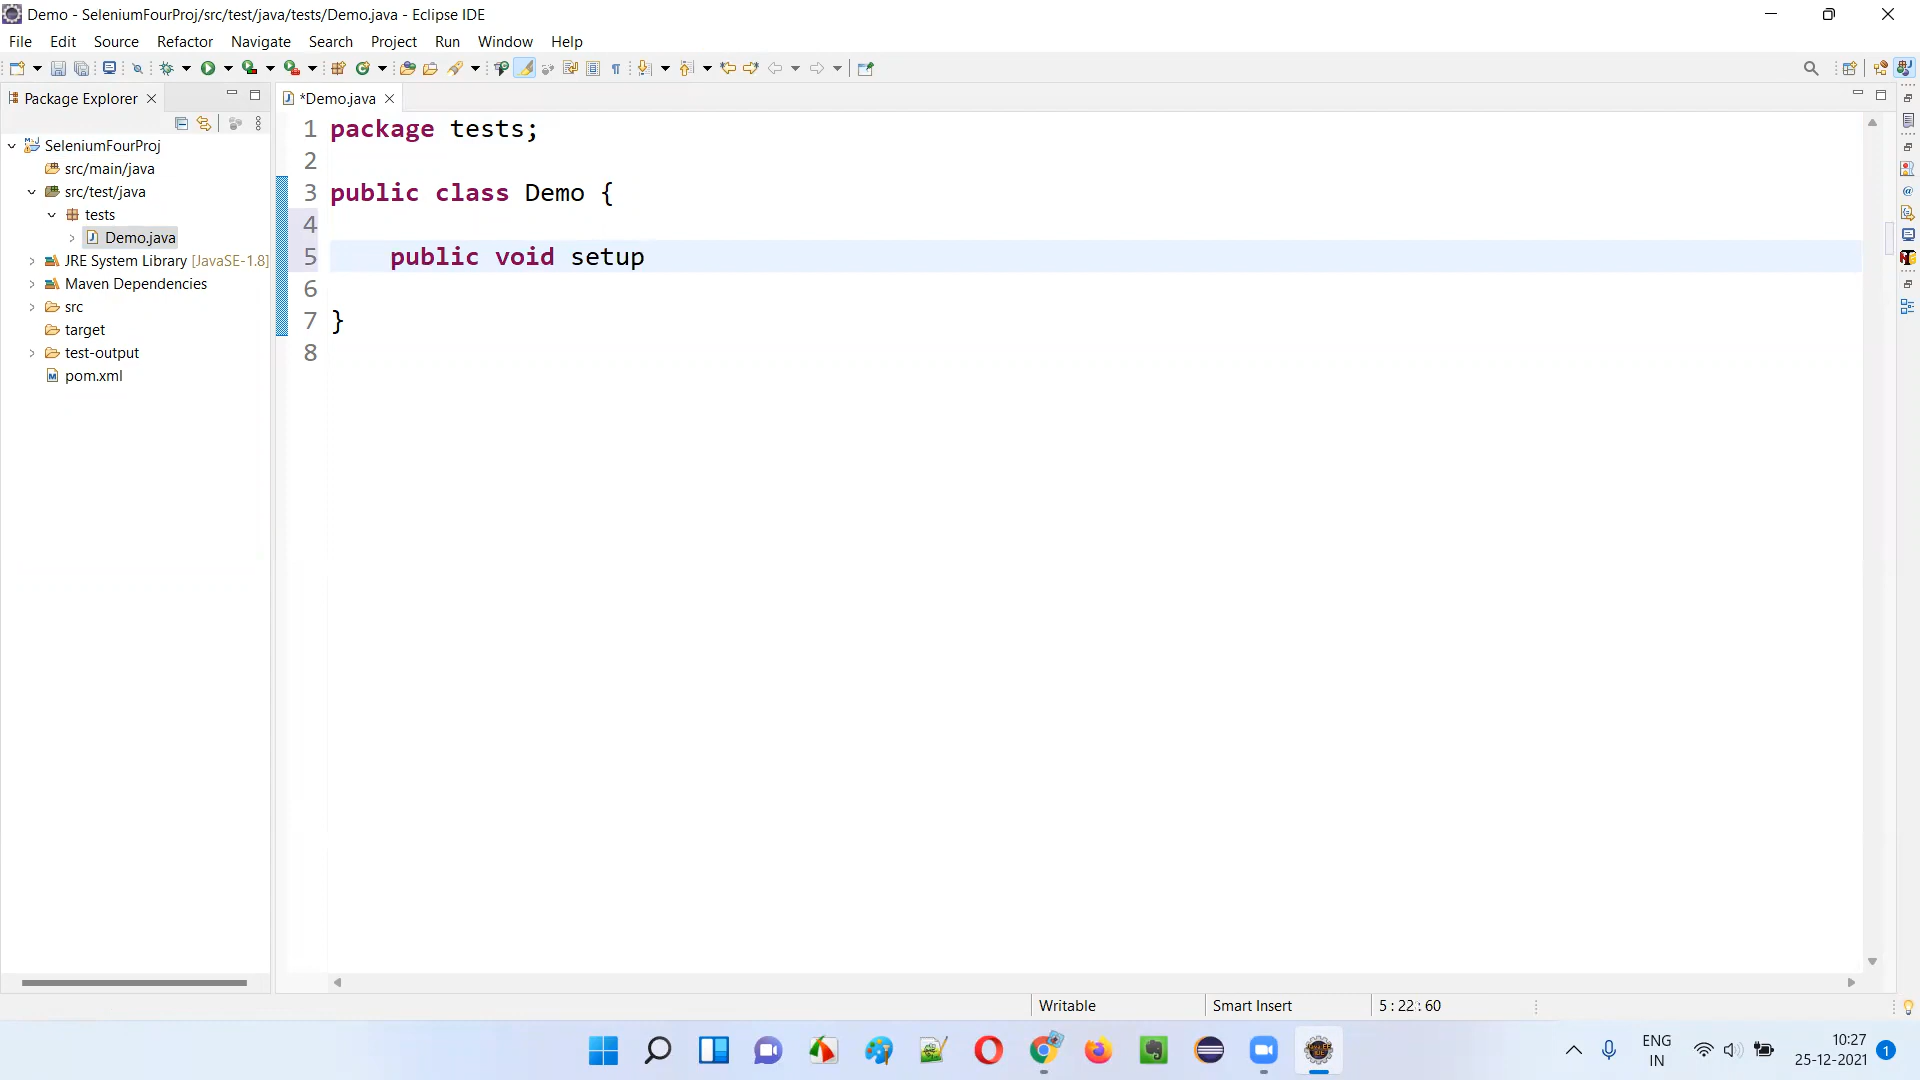 Demo - SeleniumFourProj/src/test/java/tests/Demo.java - Eclipse IDE
File Edit Source Refactor Navigate Search Project Run Window Help
Package Explorer
*Demo.java
SeleniumFourProj
src/main/java
src/test/java
tests
Demo.java
JRE System Library [JavaSE-1.8]
Maven Dependencies
src
target
test-output
pom.xml
1 package tests;
2
3 public class Demo {
4
5 public void setup
6
7 }
8
Writable Smart Insert 5 : 22 : 60
ENG
IN
10:27
25-12-2021
1